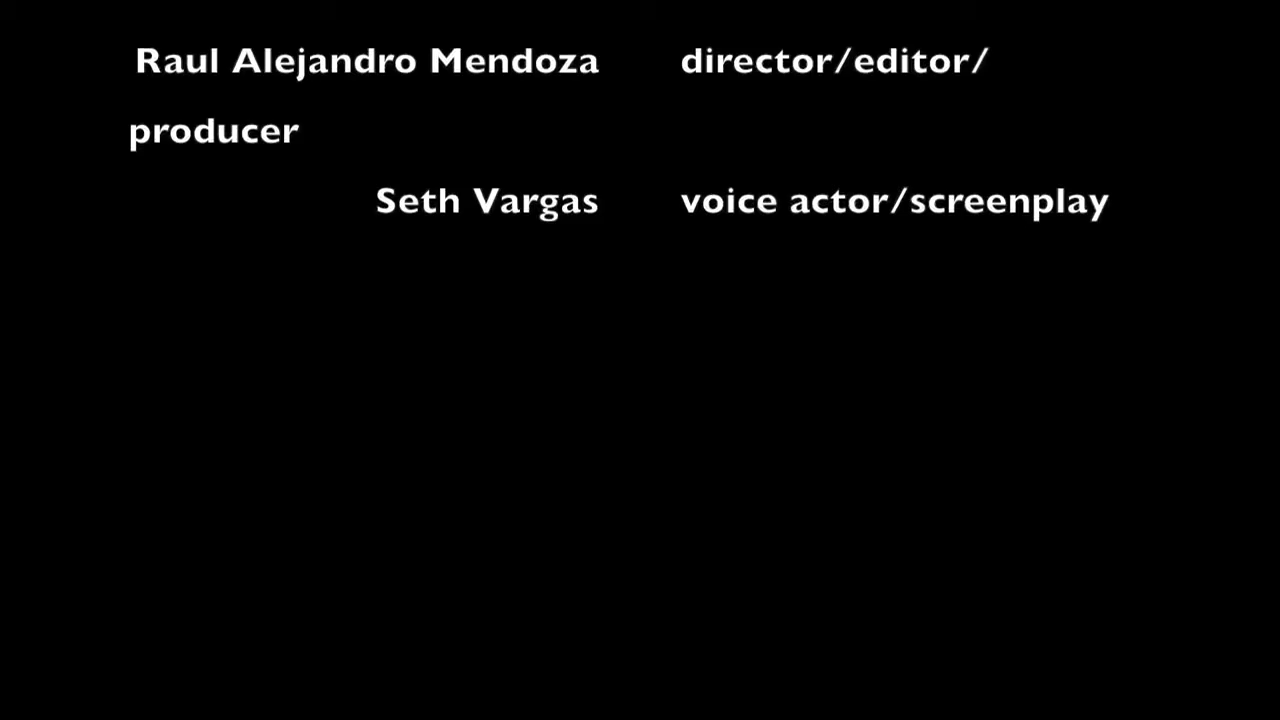 Raul Alejandro Mendoza director/editor/
producer
Seth Vargas voice actor/screenplay